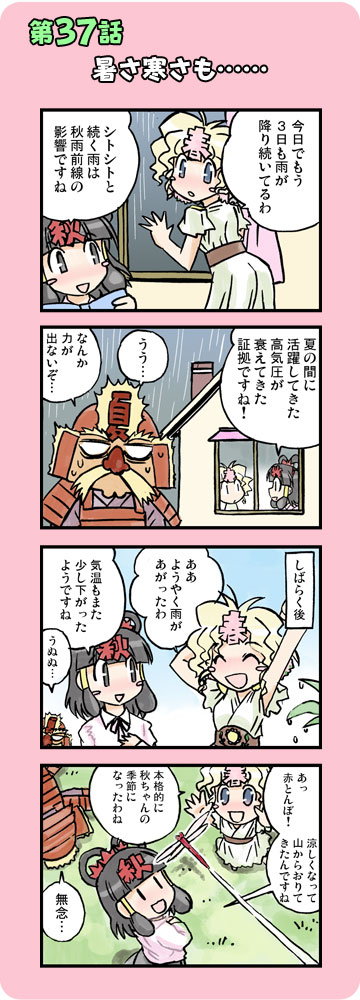 第37話
暑さ寒さも……
今日でもう
3日も雨が
降り続いてるわ
春
シトシトと
続く雨は
秋雨前線の
影響ですね
秋
夏の間に
活躍してきた
高気圧が
衰えてきた
証拠ですね！
うう…
なんか
力が
出ないぞ…
夏
しばらく後
ああ
ようやく雨が
あがったわ
春
気温もまた
少し下がった
ようですね
秋
うぬぬ…
あっ
赤とんぼ！
涼しくなって
山からおりて
きたんですね
春
本格的に
秋ちゃんの
季節に
なったわね
秋
無念…